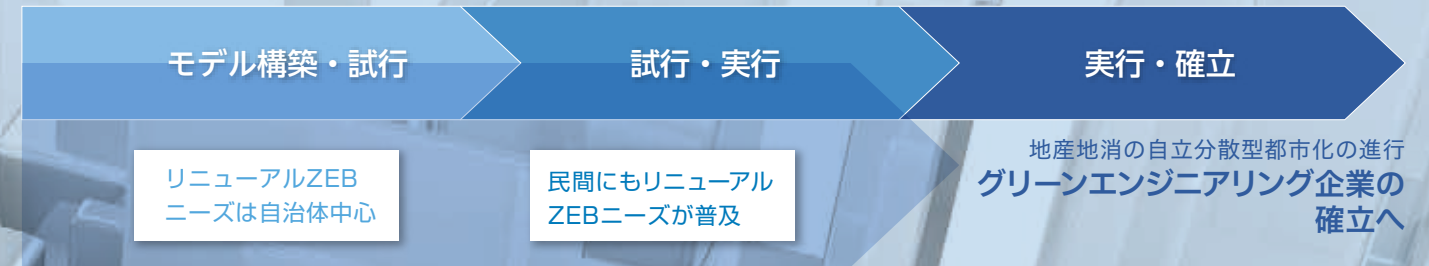 モデル構築・試行
試行・実行
実行・確立
リニューアルZEB
ニーズは自治体中心
民間にもリニューアル
ZEBニーズが普及
地産地消の自立分散型都市化の進行
グリーンエンジニアリング企業の
確立へ